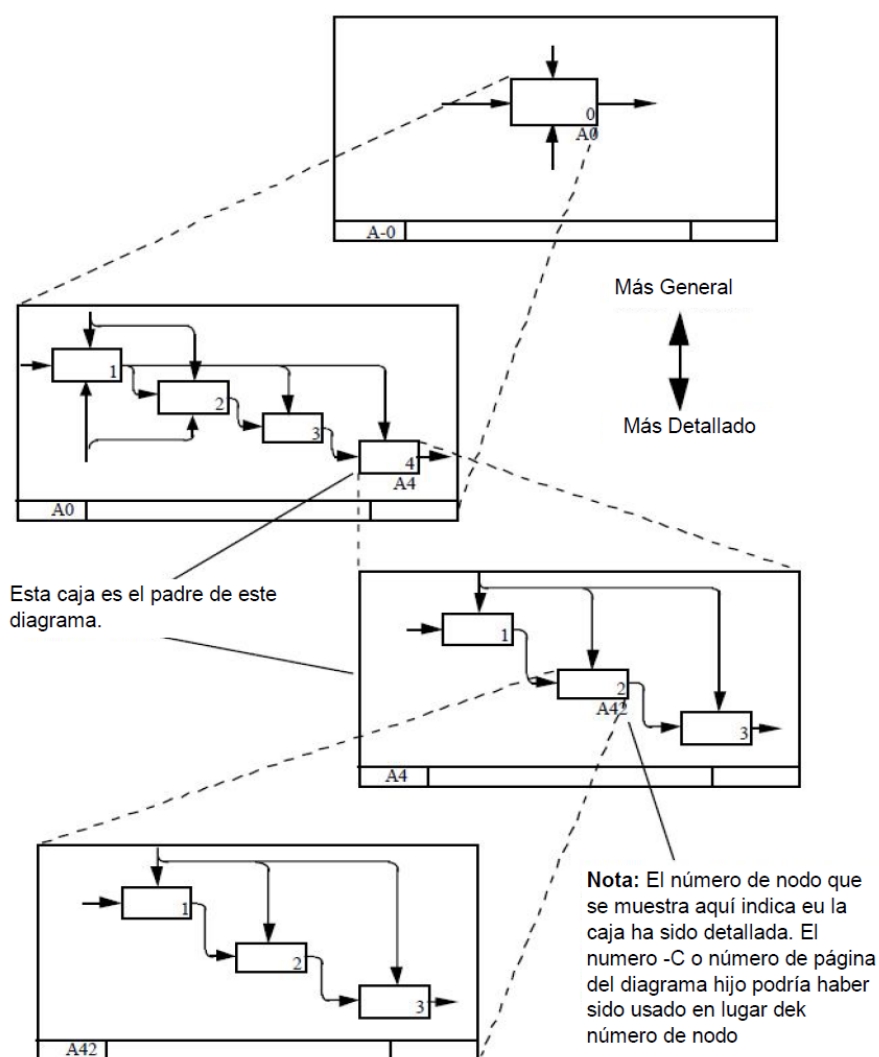 0
A0
A-0
Más General
Más Detallado
1
2
3
4
A4
A0
Esta caja es el padre de este
diagrama.
1
2
A42
3
A4
1
2
3
A42
Nota: El número de nodo que
se muestra aquí indica eu la
caja ha sido detallada. El
numero -C o número de página
del diagrama hijo podría haber
sido usado en lugar dek
número de nodo